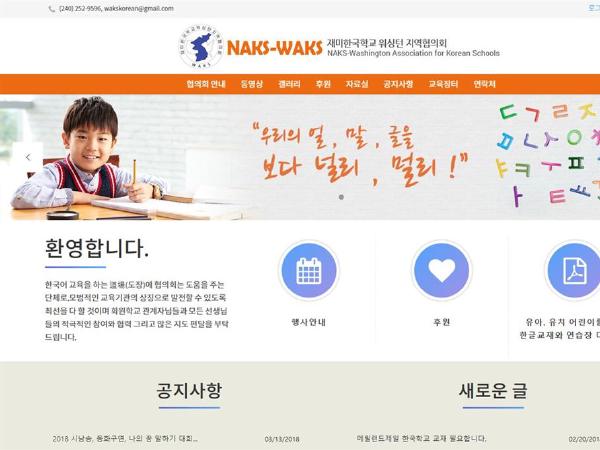 (240) 252-9596, wakskorean@gmail.com
NAKS-WAKS
재미한국학교 워싱턴 지역협의회
NAKS-Washington Association for Korean Schools
협의회 안내 동영상 갤러리 후원 자료실 공지사항 교육장터 연락처
"우리의 얼, 말, 글을
보다 널리, 멀리!"
환영합니다.
한국어 교육을 하는 道場(도장)에 협의회는 도움을 주는
단체로,모범적인 교육기관의 상징으로 발전할 수 있도록
최선을 다 할 것이며 회원학교 관계자님들과 모든 선생님
들의 적극적인 참여와 협력 그리고 많은 지도 편달을 부탁
드립니다.
행사안내
후원
유아, 유치 어린이를
한글교재와 연습장 다
공지사항
새로운 글
2018 시낭송, 동화구연, 나의 꿈 말하기 대회...
03/13/2018
메릴랜드제일 한국학교 교재 필요합니다.
02/20/201